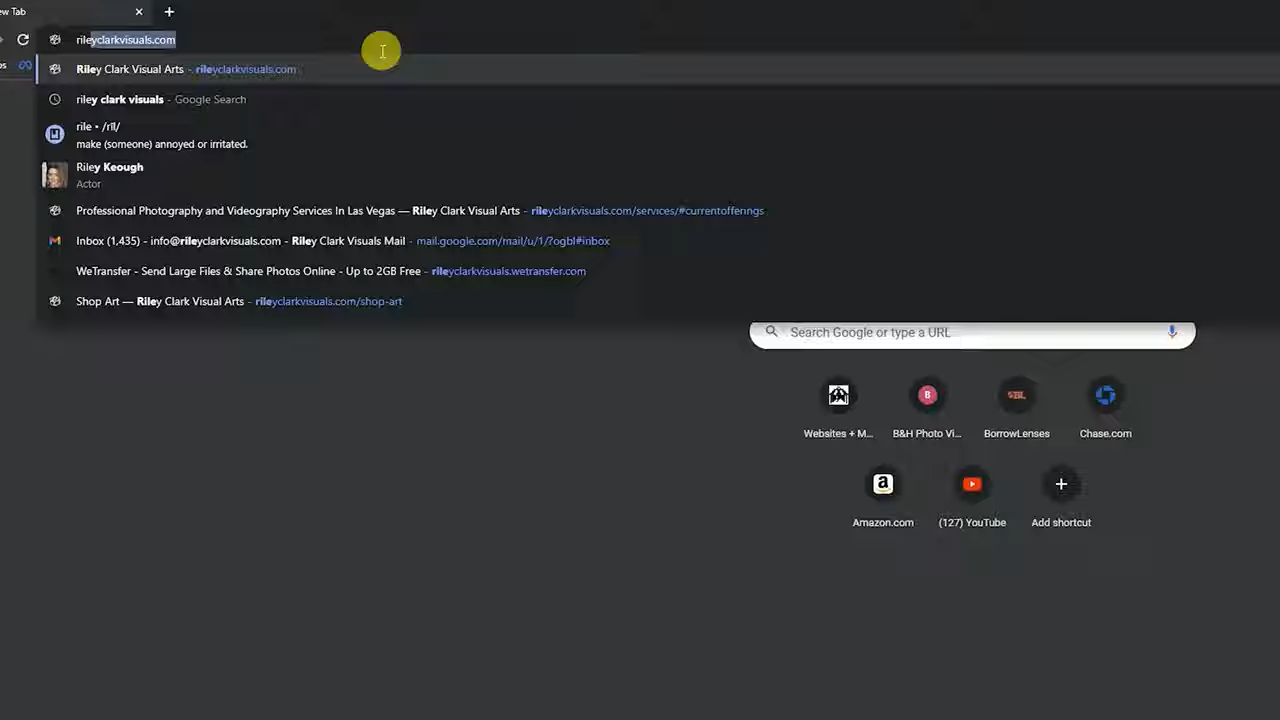 ew Tab
rileyclarkvisuals.com
os
Riley Clark Visual Arts - rileyclarkvisuals.com
riley clark visuals - Google Search
rile • /rīl/
make (someone) annoyed or irritated.
Riley Keough
Actor
Professional Photography and Videography Services In Las Vegas — Riley Clark Visual Arts - rileyclarkvisuals.com/services/#currentofferings
Inbox (1,435) - info@rileyclarkvisuals.com - Riley Clark Visuals Mail - mail.google.com/mail/u/1/?ogbl#inbox
WeTransfer - Send Large Files & Share Photos Online - Up to 2GB Free - rileyclarkvisuals.wetransfer.com
Shop Art — Riley Clark Visual Arts - rileyclarkvisuals.com/shop-art
Search Google or type a URL
B
BL
Websites + M...
B&H Photo Vi...
BorrowLenses
Chase.com
a
Amazon.com
(127) YouTube
Add shortcut